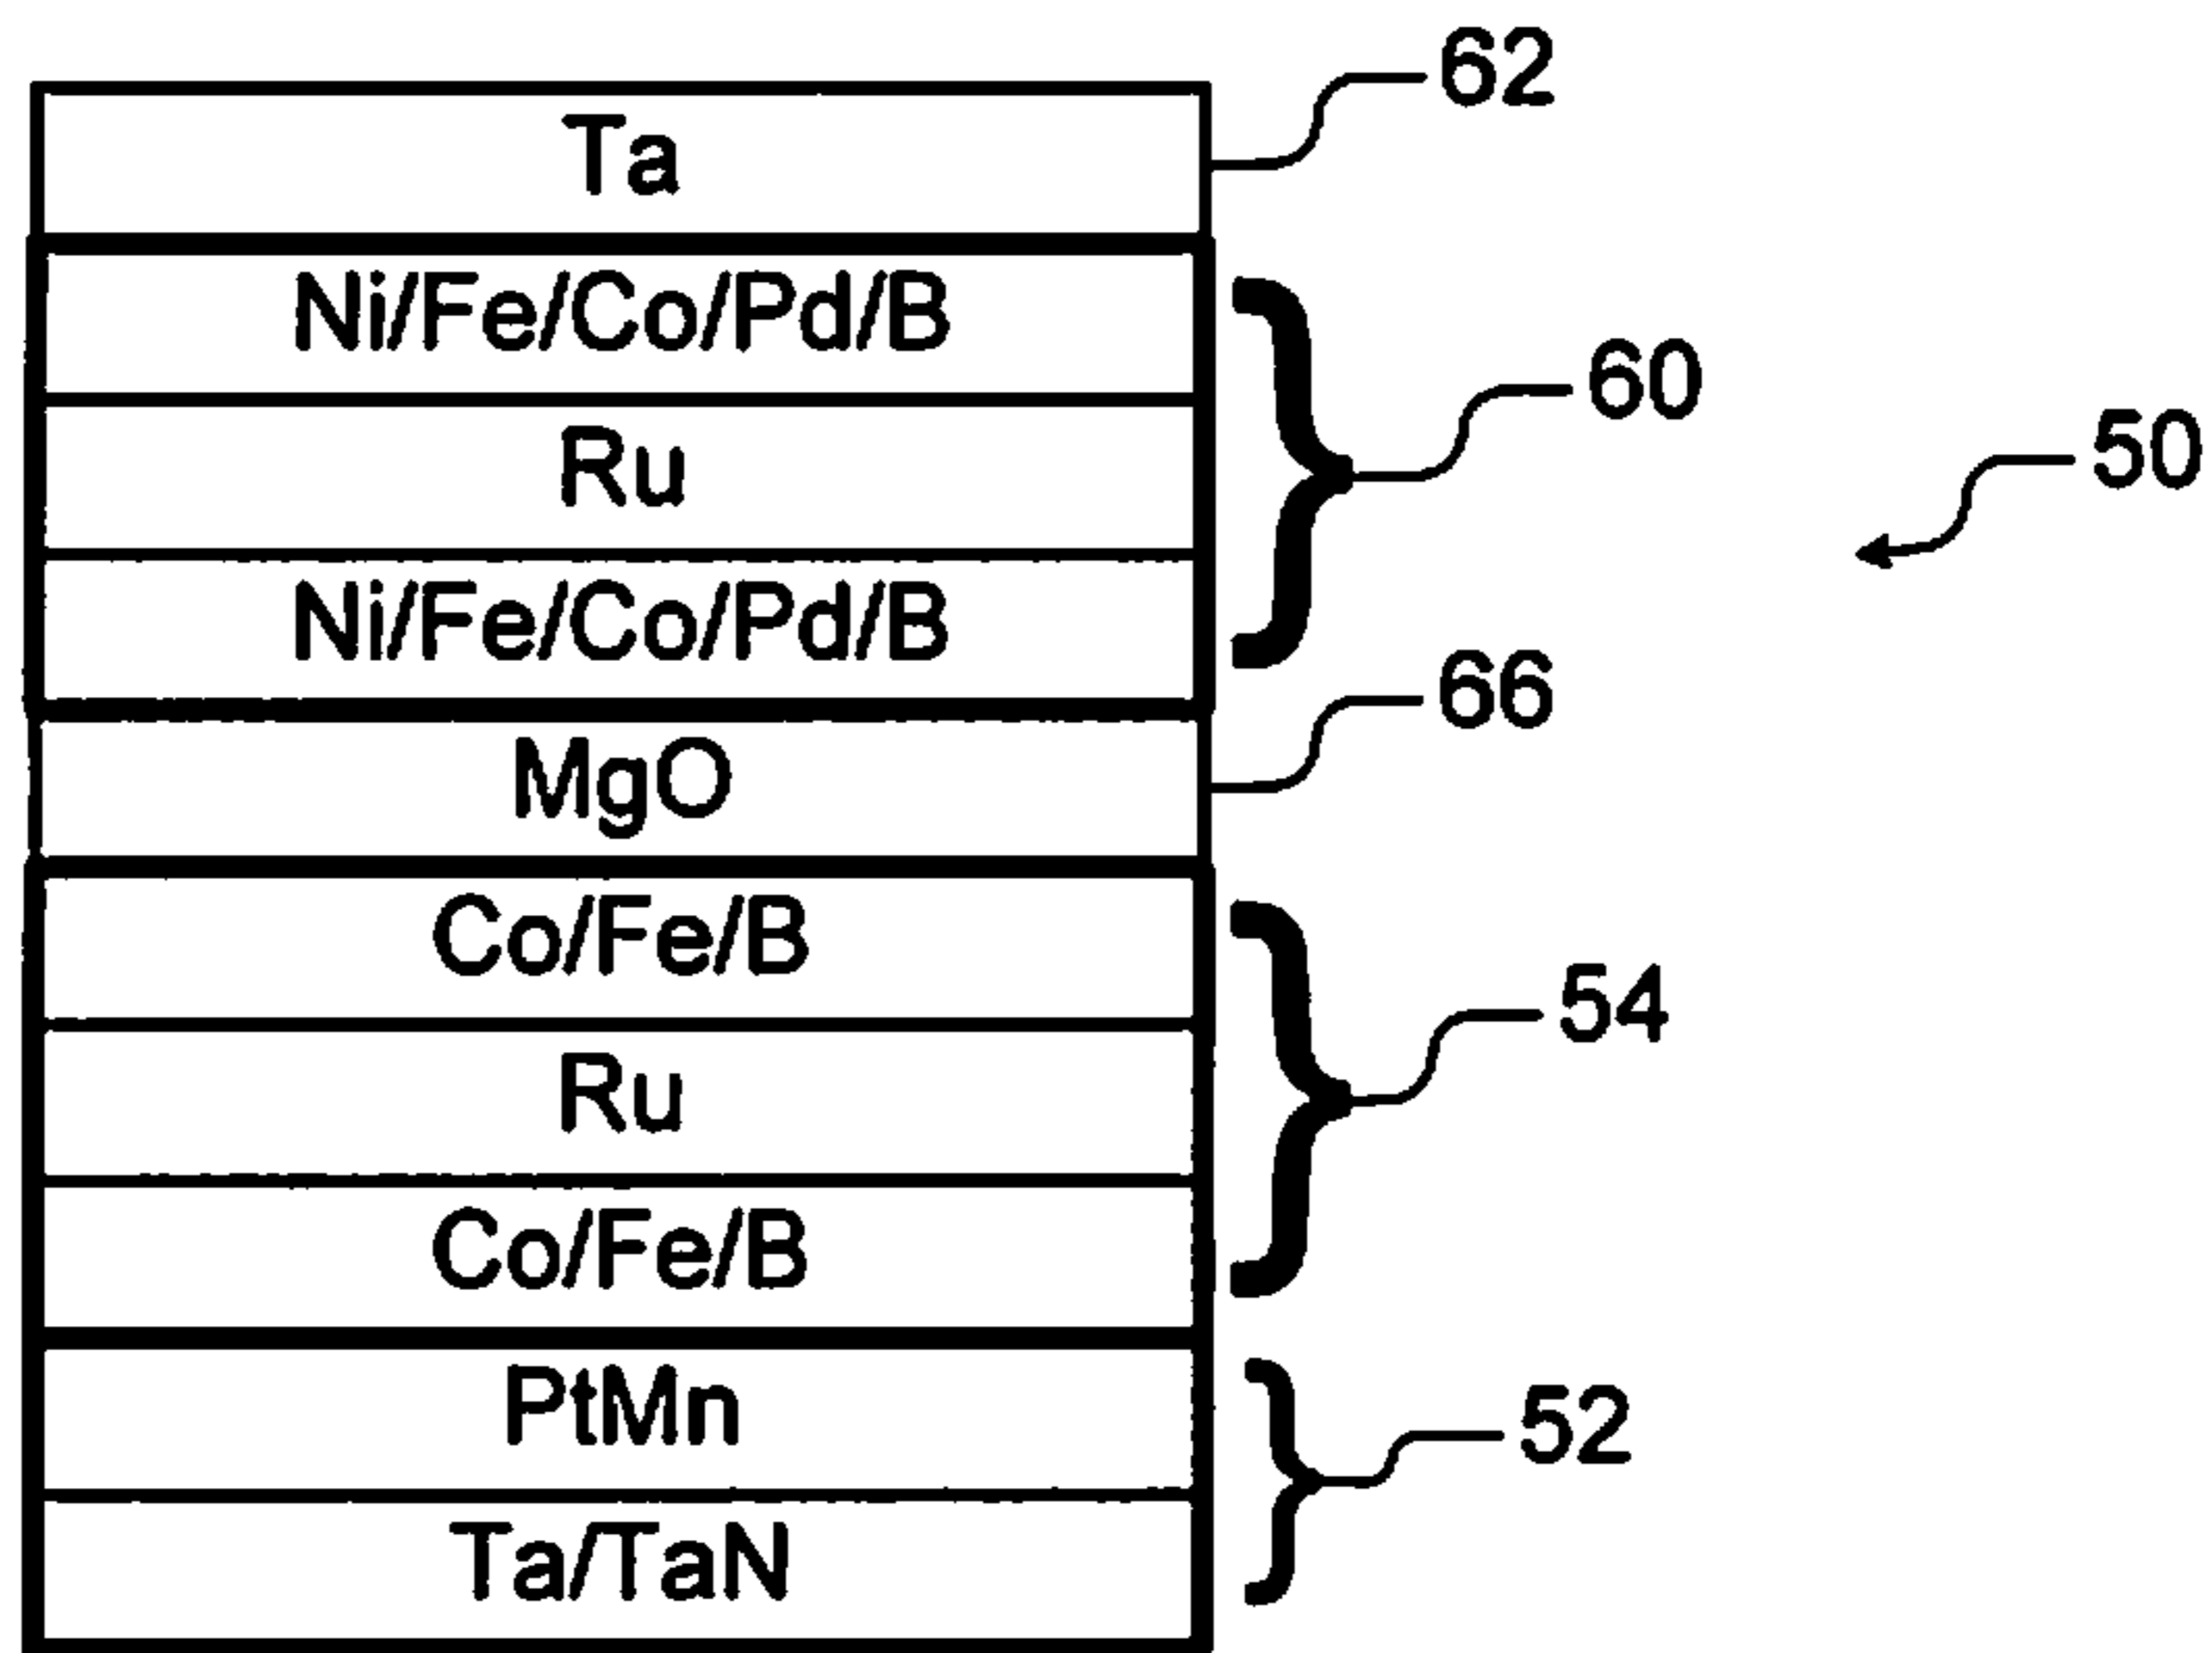 62
Ta
Ni/Fe/Co/Pd/B
60
Ru
50
Ni/Fe/Co/Pd/B
66
MgO
Co/Fe/B
54
Ru
Co/Fe/B
PtMn
52
Ta/TaN